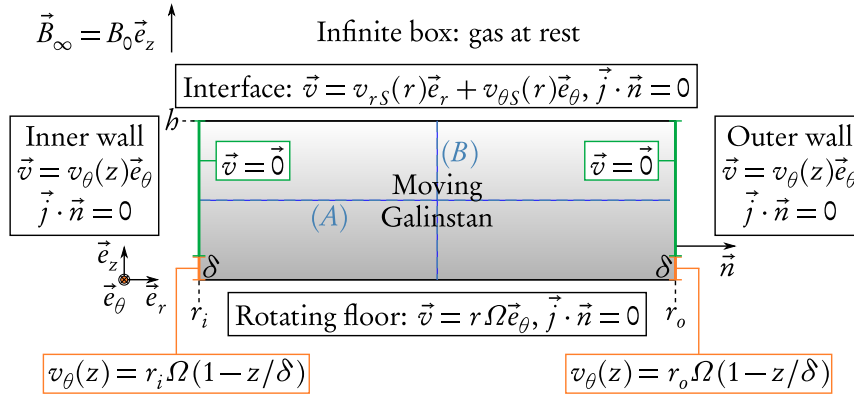 B⃗∞ = B₀e⃗z
Infinite box: gas at rest
Interface: v⃗ = vrS(r)e⃗r + vθS(r)e⃗θ, j⃗ · n⃗ = 0
h
Inner wall
v⃗ = vθ(z)e⃗θ
j⃗ · n⃗ = 0
v⃗ = 0⃗
(B)
v⃗ = 0⃗
Outer wall
v⃗ = vθ(z)e⃗θ
j⃗ · n⃗ = 0
Moving
Galinstan
(A)
e⃗z
e⃗θ
e⃗r
δ
δ
n⃗
ri
Rotating floor: v⃗ = rΩe⃗θ, j⃗ · n⃗ = 0
ro
vθ(z) = riΩ(1−z/δ)
vθ(z) = roΩ(1−z/δ)